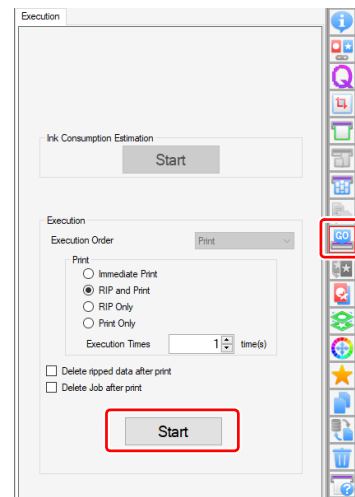 Execution
Ink Consumption Estimation
Start
Execution
Execution Order Print
Print
Immediate Print
RIP and Print
RIP Only
Print Only
Execution Times 1 time(s)
Delete ripped data after print
Delete Job after print
Start
Q
GO